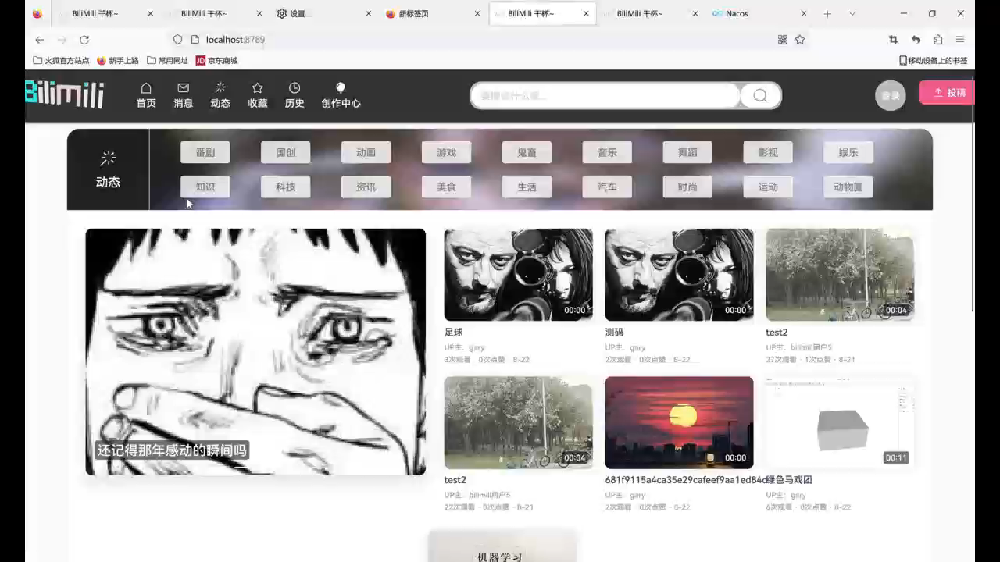 BiliMili 干杯~
BiliMili 干杯~
设置
新标签页
BiliMili 干杯~
BiliMili 干杯~
Nacos
localhost:8789
火狐官方站点
新手上路
常用网址
JD 京东商城
移动设备上的书签
Bilimili
首页
消息
动态
收藏
历史
创作中心
登录
投稿
动态
番剧 国创 动画 游戏 鬼畜 音乐 舞蹈 影视 娱乐
知识 科技 资讯 美食 生活 汽车 时尚 运动 动物圈
还记得那年感动的瞬间吗
00:00
足球
UP主: gary
3次观看 0次点赞 8-22
00:00
测码
UP主: gary
2次观看 0次点赞 8-22
00:04
test2
UP主: bilimili用户5
27次观看 · 1次点赞 · 8-21
00:04
test2
UP主: bilimili用户5
22次观看 · 0次点赞 · 8-21
00:00
681f9115a4ca35e29cafeef9aa1ed84d
UP主: gary
2次观看 0次点赞 · 8-22
00:11
绿色马戏团
UP主: gary
6次观看 · 0次点赞 · 8-22
机器学习